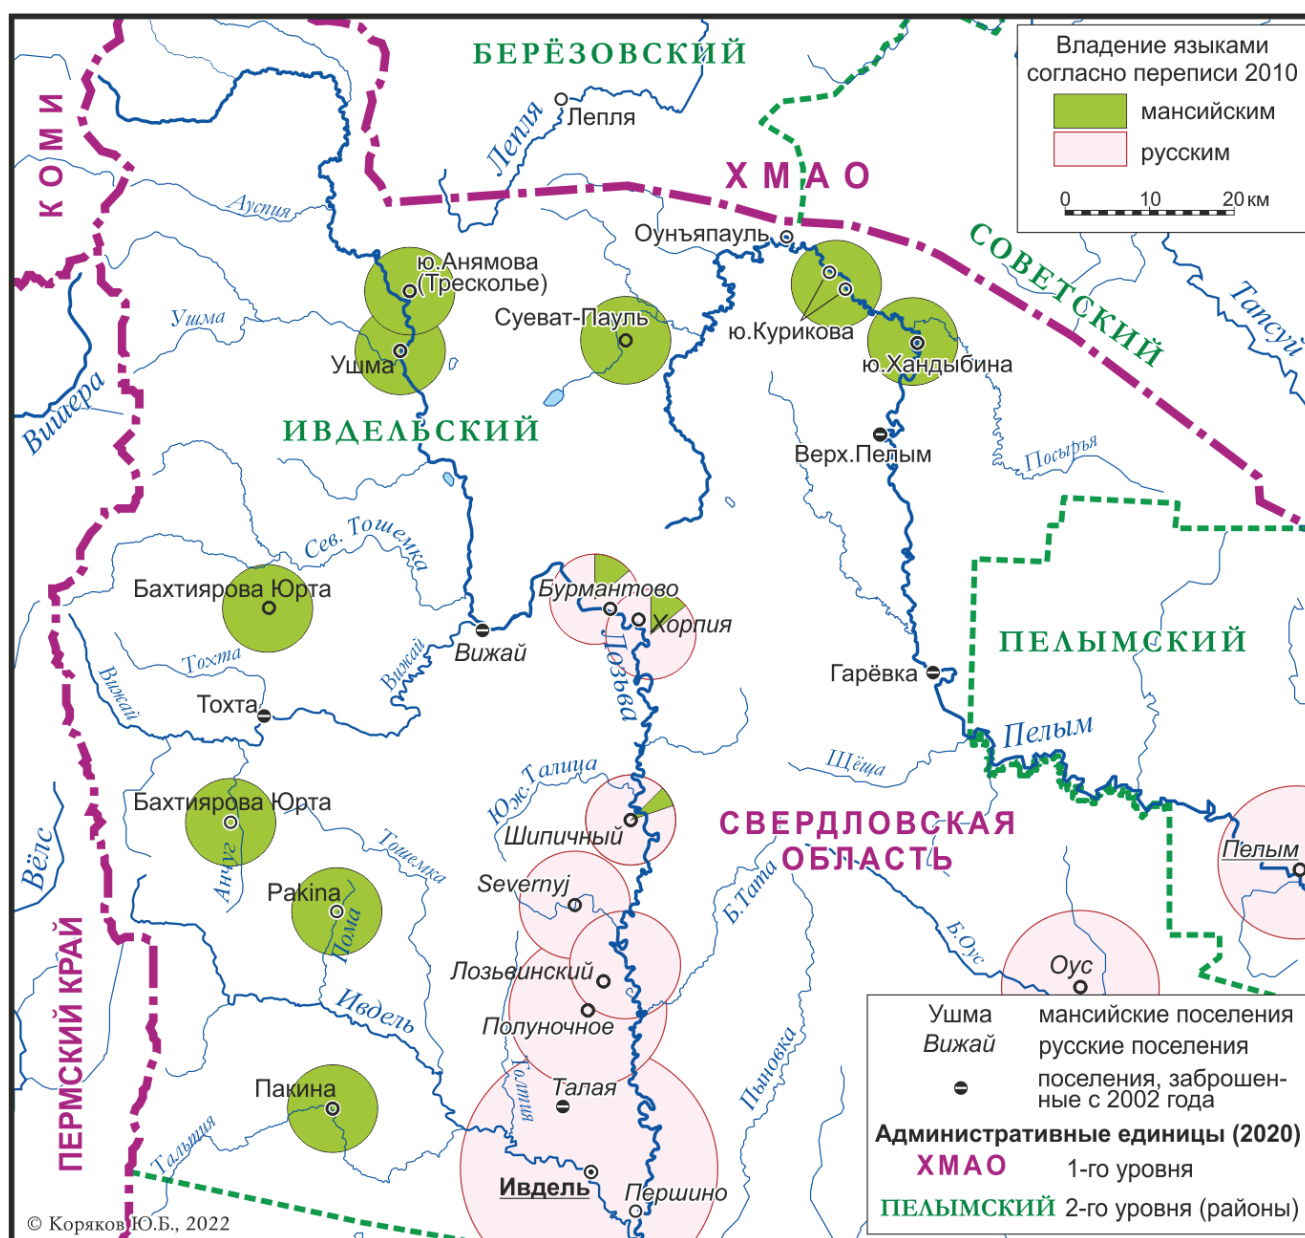 БЕРЁЗОВСКИЙ
Владение языками
согласно переписи 2010
мансийским
русским
0 10 20 км
КОМИ
Лепля
Лепля
ХМАО
Ауспия
Оунъяпауль
СОВЕТСКИЙ
ю.Анямова
(Тресколье)
Тапсуй
Ушма
Суеват-Пауль
ю.Курикова
Ушма
ю.Хандыбина
Вишера
ИВДЕЛЬСКИЙ
Верх.Пелым
Посырья
Сев. Тошемка
Бахтиярова Юрта
Бурмантово
Хорпия
Вижай
Вижай
ПЕЛЫМСКИЙ
Тохта
Лозьва
Гарёвка
Вижай
Тохта
Пелым
Щёща
Юж.Талица
Бахтиярова Юрта
Шипичный
СВЕРДЛОВСКАЯ
ОБЛАСТЬ
Вёлс
Анчуг
Тошемка
Пелым
Pakina
Severnyj
Б.Тата
Пома
Б.Оус
ПЕРМСКИЙ КРАЙ
Лозьвинский
Оус
Ивдель
Полуночное
Ушма мансийские поселения
Вижай русские поселения
поселения, заброшен-
ные с 2002 года
Пыновка
Толтия
Талая
Пакина
Тальтия
Административные единицы (2020)
ХМАО 1-го уровня
ПЕЛЫМСКИЙ 2-го уровня (районы)
Ивдель
Першино
© Коряков Ю.Б., 2022